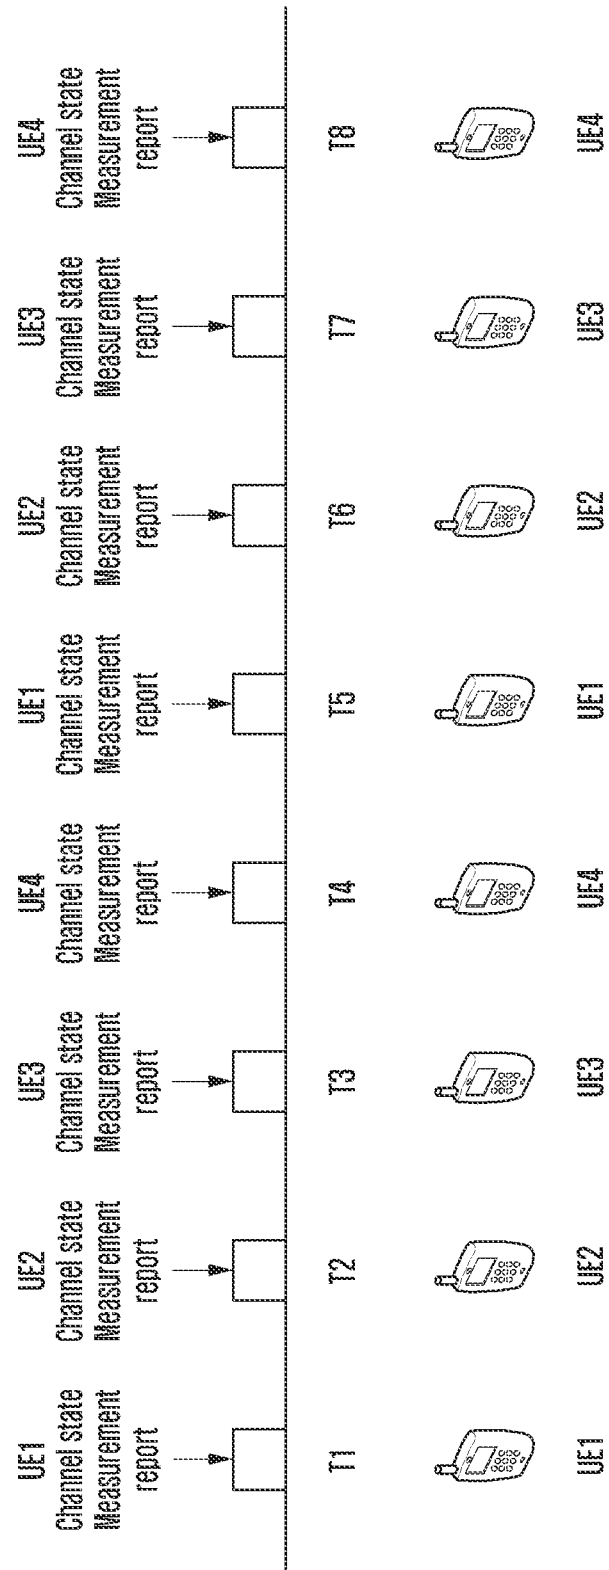 UE1
Channel state
Measurement
report
UE2
Channel state
Measurement
report
UE3
Channel state
Measurement
report
UE4
Channel state
Measurement
report
UE1
Channel state
Measurement
report
UE2
Channel state
Measurement
report
UE3
Channel state
Measurement
report
UE4
Channel state
Measurement
report
T1
T2
T3
T4
T5
T6
T7
T8
UE1
UE2
UE3
UE4
UE1
UE2
UE3
UE4